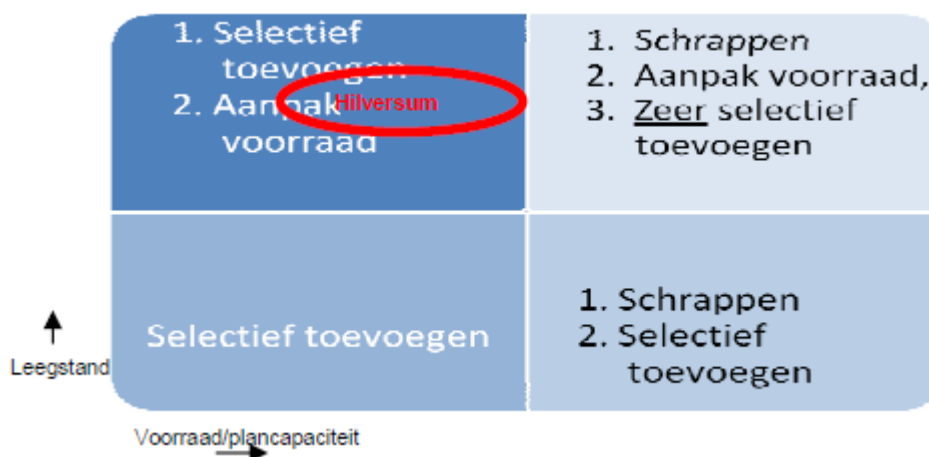 1. Selectief
toevoegen
2. Aanpak
voorraad
Hilversum
1. Schrappen
2. Aanpak voorraad,
3. Zeer selectief
toevoegen
Selectief toevoegen
1. Schrappen
2. Selectief
toevoegen
Leegstand
Voorraad/plancapaciteit